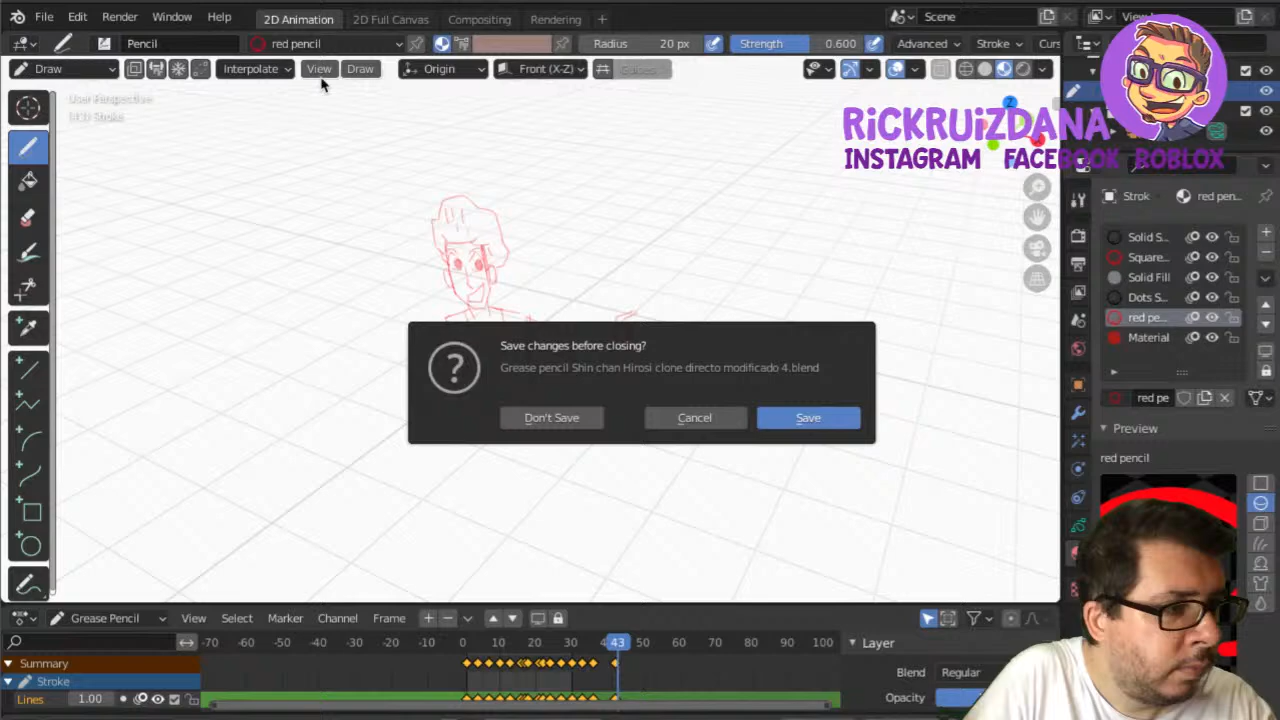 File Edit Render Window Help 2D Animation 2D Full Canvas Compositing Rendering + Scene
Pencil red pencil Radius 20 px Strength 0.600 Advanced Stroke Curs
Draw Interpolate View Draw Origin Front (X-Z) Guides
User Perspective
RiCKRUiZDANA
INSTAGRAM FACEBOOK ROBLOX
Strok red pen...
Solid S...
Square...
Solid Fill
Dots S...
red pe...
Material
Save changes before closing?
Grease pencil Shin chan Hirosi clone directo modificado 4.blend
Don't Save Cancel Save
red pe
Preview
red pencil
Grease Pencil View Select Marker Channel Frame
-70 -60 -50 -40 -30 -20 -10 0 10 20 30 43 50 60 70 80 90 100 Layer
Summary
Stroke
Blend Regular
Lines 1.00
Opacity